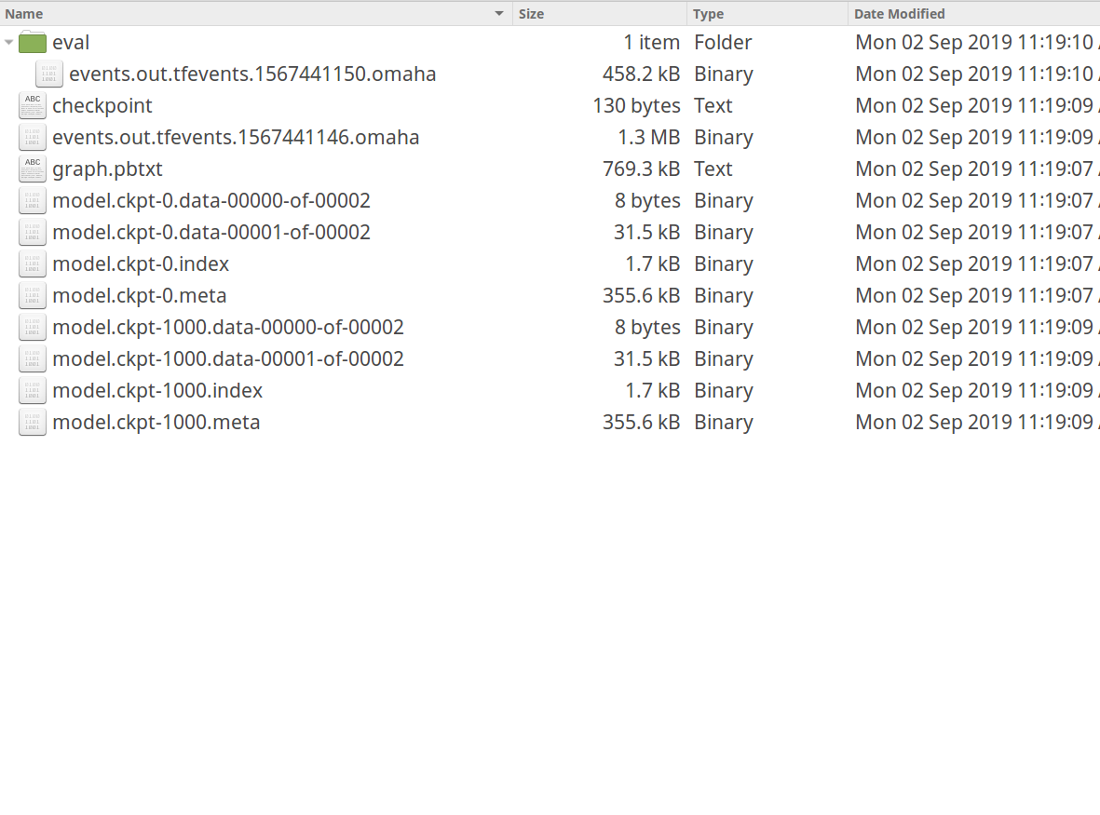 Name Size Type Date Modified
eval 1 item Folder Mon 02 Sep 2019 11:19:10
events.out.tfevents.1567441150.omaha 458.2 kB Binary Mon 02 Sep 2019 11:19:10
checkpoint 130 bytes Text Mon 02 Sep 2019 11:19:09
events.out.tfevents.1567441146.omaha 1.3 MB Binary Mon 02 Sep 2019 11:19:09
graph.pbtxt 769.3 kB Text Mon 02 Sep 2019 11:19:07
model.ckpt-0.data-00000-of-00002 8 bytes Binary Mon 02 Sep 2019 11:19:07
model.ckpt-0.data-00001-of-00002 31.5 kB Binary Mon 02 Sep 2019 11:19:07
model.ckpt-0.index 1.7 kB Binary Mon 02 Sep 2019 11:19:07
model.ckpt-0.meta 355.6 kB Binary Mon 02 Sep 2019 11:19:07
model.ckpt-1000.data-00000-of-00002 8 bytes Binary Mon 02 Sep 2019 11:19:09
model.ckpt-1000.data-00001-of-00002 31.5 kB Binary Mon 02 Sep 2019 11:19:09
model.ckpt-1000.index 1.7 kB Binary Mon 02 Sep 2019 11:19:09
model.ckpt-1000.meta 355.6 kB Binary Mon 02 Sep 2019 11:19:09